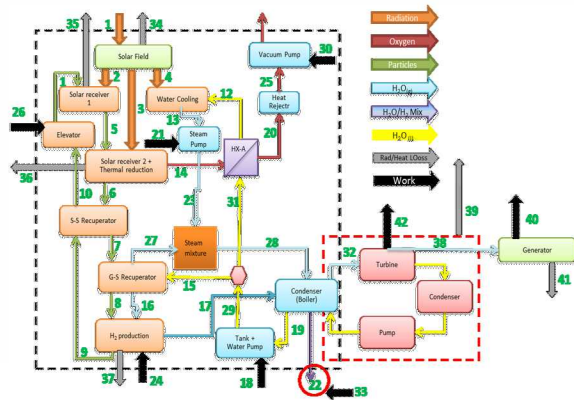 35
1
34
Solar Field
Vacuum Pump
30
Radiation
Oxygen
Particles
H₂O(g)
H₂O/H₂ Mix
H₂O(l)
Rad/Heat LOoss
Work
2
4
3
1
Solar receiver
1
Water Cooling
12
25
Heat
Rejectr
26
Elevator
5
13
21
Steam
Pump
20
HX-A
Solar receiver 2 +
Thermal reduction
14
36
10
6
23
31
S-S Recuperator
7
27
Steam
mixture
28
G-S Recuperator
15
8
16
17
29
Condenser
(Boiler)
32
42
38
39
40
Turbine
Generator
41
Condenser
Pump
H₂ production
19
Tank +
Water Pump
9
37
24
18
22
33